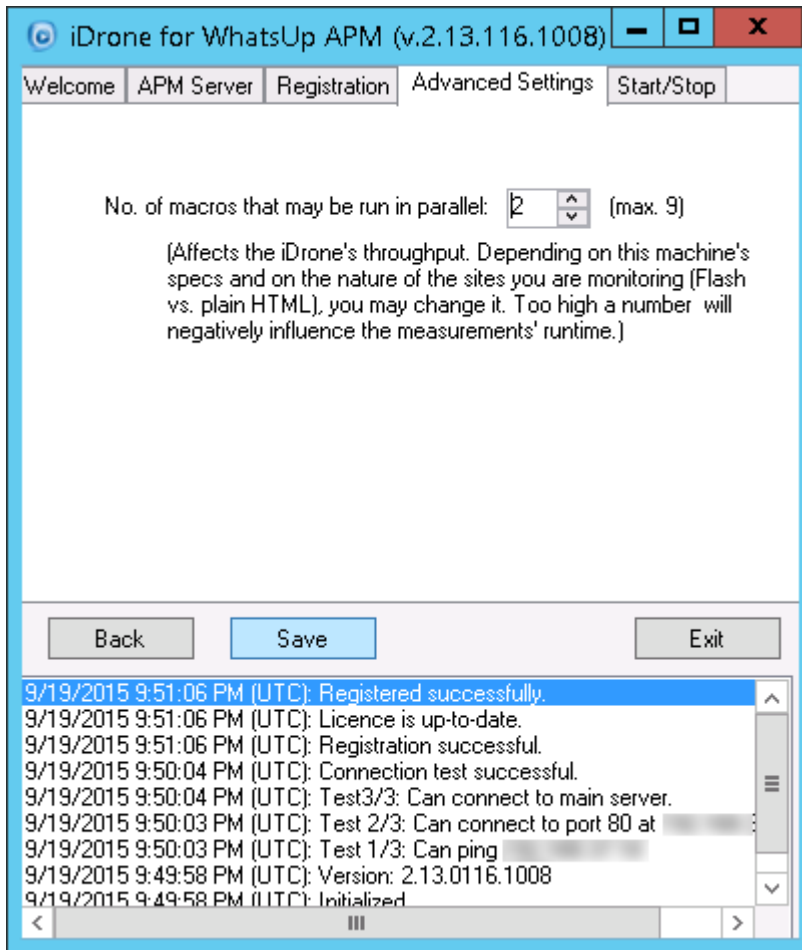 iDrone for WhatsUp APM (v.2.13.116.1008)
Welcome APM Server Registration Advanced Settings Start/Stop
No. of macros that may be run in parallel: 2 (max. 9)
(Affects the iDrone's throughput. Depending on this machine's
specs and on the nature of the sites you are monitoring (Flash
vs. plain HTML), you may change it. Too high a number will
negatively influence the measurements' runtime.)
Back Save Exit
9/19/2015 9:51:06 PM (UTC): Registered successfully.
9/19/2015 9:51:06 PM (UTC): Licence is up-to-date.
9/19/2015 9:51:06 PM (UTC): Registration successful.
9/19/2015 9:50:04 PM (UTC): Connection test successful.
9/19/2015 9:50:04 PM (UTC): Test3/3: Can connect to main server.
9/19/2015 9:50:03 PM (UTC): Test 2/3: Can connect to port 80 at
9/19/2015 9:50:03 PM (UTC): Test 1/3: Can ping
9/19/2015 9:49:58 PM (UTC): Version: 2.13.0116.1008
9/19/2015 9:49:58 PM (UTC): Initialized